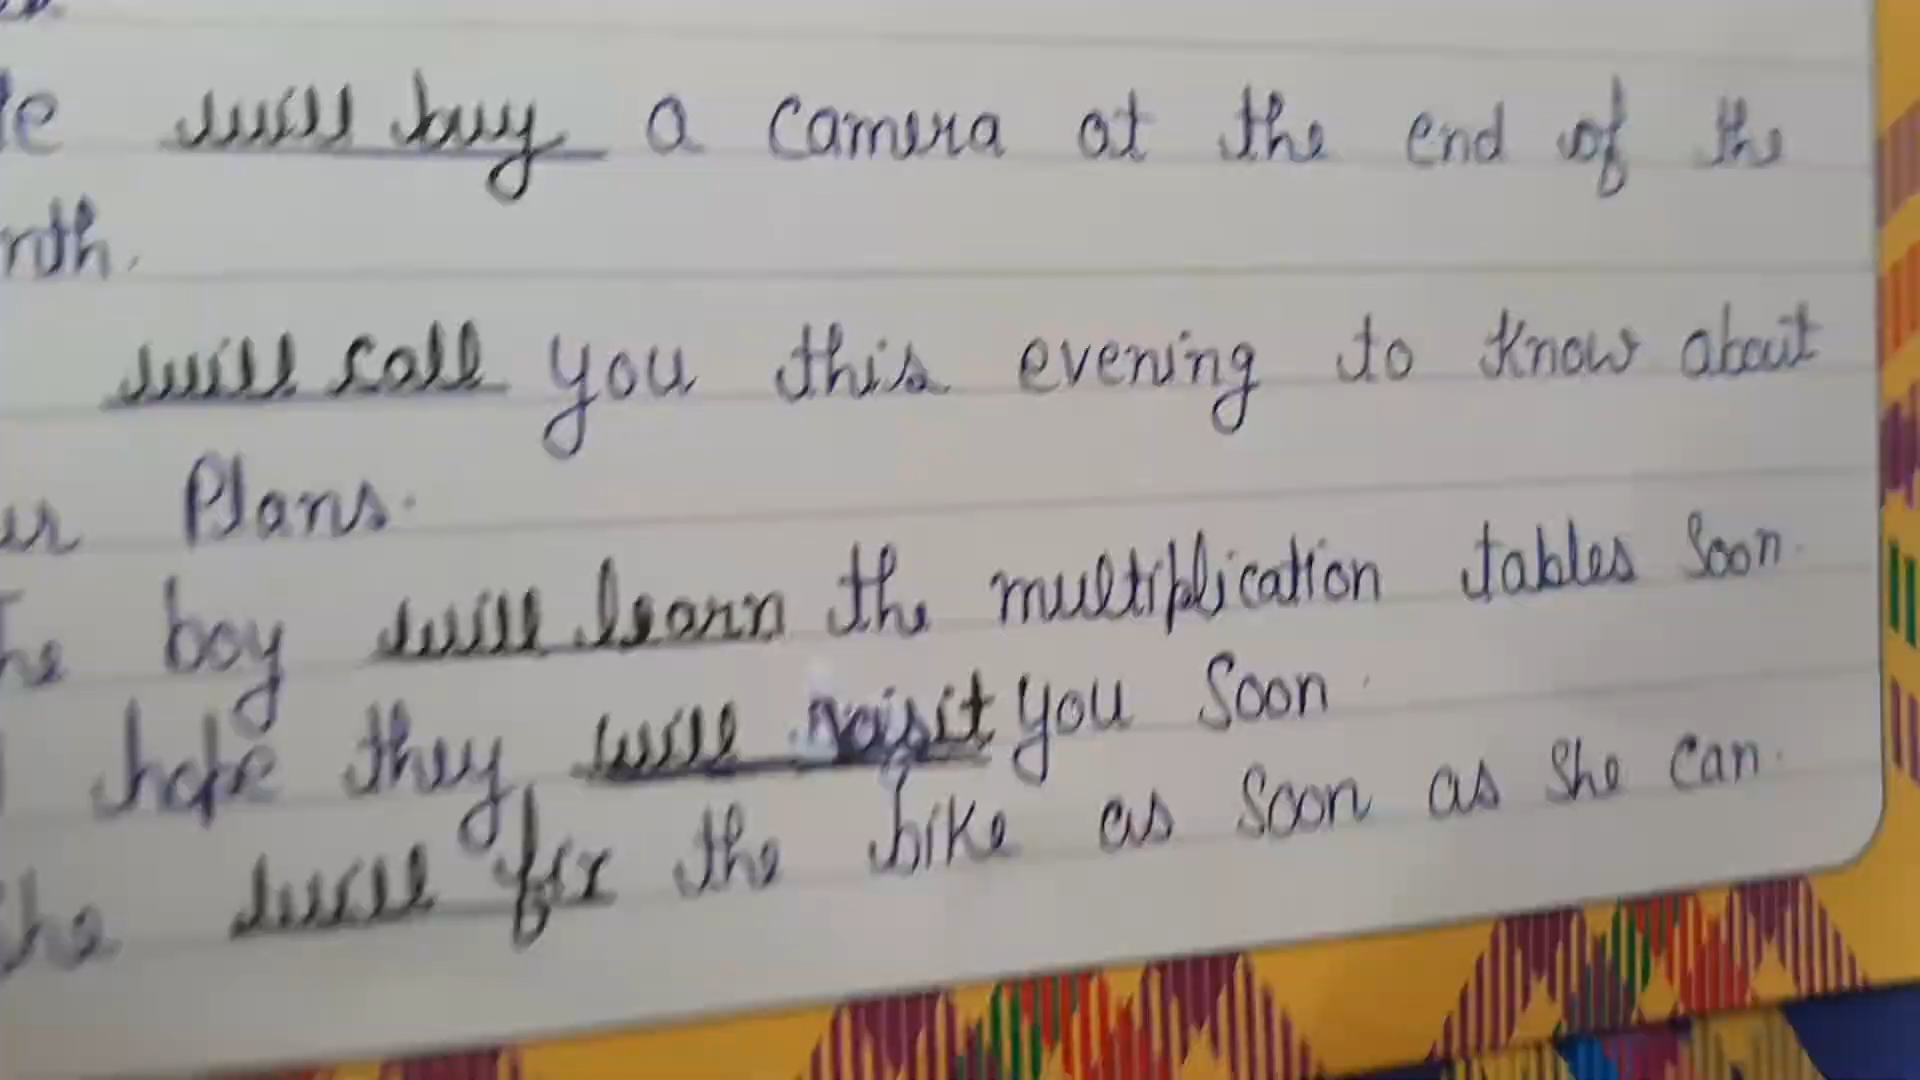 will buy a camera at the end of the
nth.
will call you this evening to know about
ur Plans.
boy will learn the multiplication tables Soon.
hope they will visit you Soon.
will fix the bike as Soon as She can.